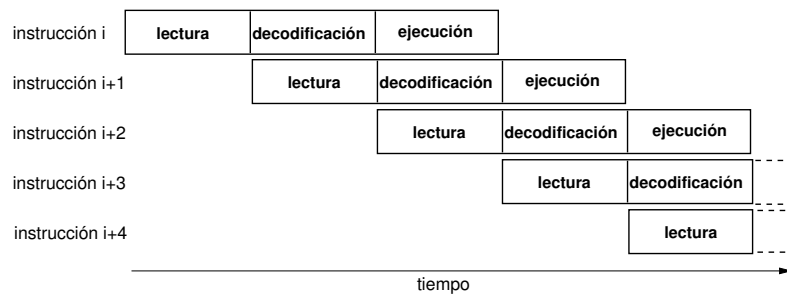 instrucción i lectura decodificación ejecución
instrucción i+1 lectura decodificación ejecución
instrucción i+2 lectura decodificación ejecución
instrucción i+3 lectura decodificación
instrucción i+4 lectura
tiempo